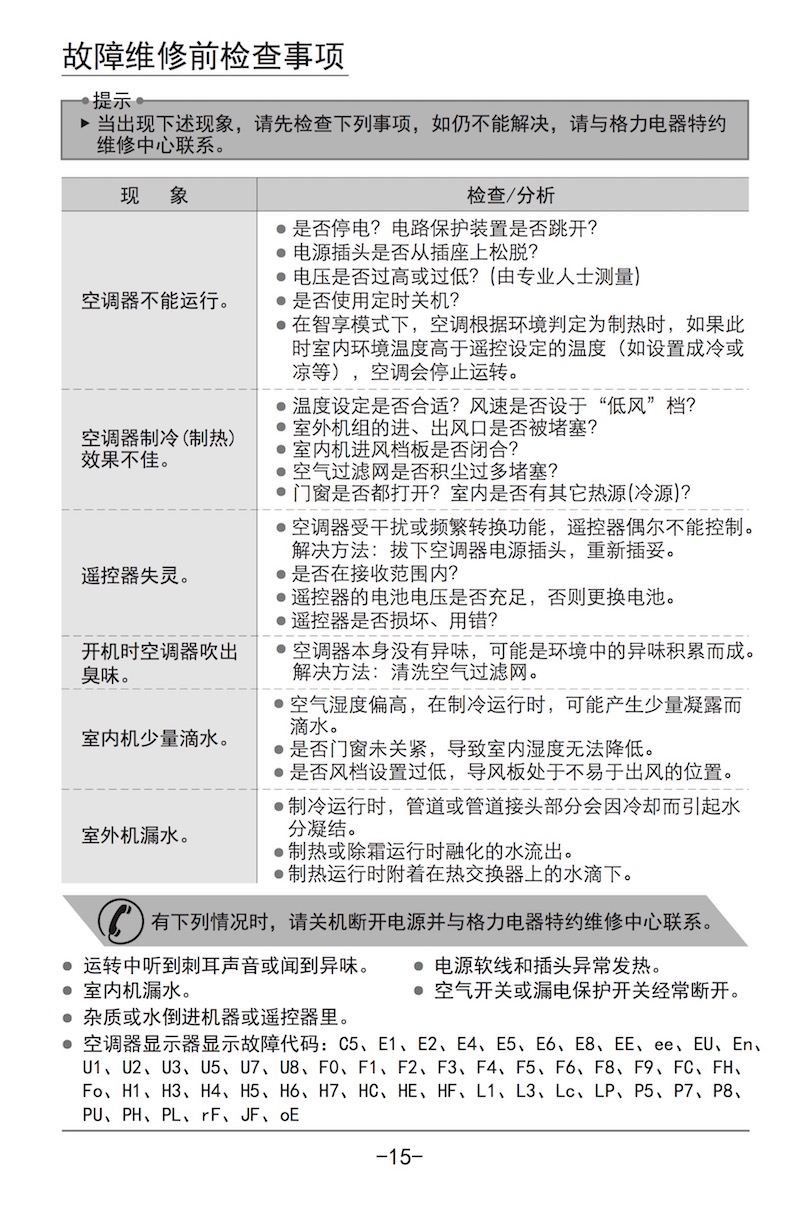 故障维修前检查事项
●提示●
▶ 当出现下述现象，请先检查下列事项，如仍不能解决，请与格力电器特约
维修中心联系。
现 象 检查/分析
空调器不能运行。
● 是否停电？电路保护装置是否跳开？
● 电源插头是否从插座上松脱？
● 电压是否过高或过低？(由专业人士测量)
● 是否使用定时关机？
● 在智享模式下，空调根据环境判定为制热时，如果此
时室内环境温度高于遥控设定的温度（如设置成冷或
凉等），空调会停止运转。
空调器制冷(制热)
效果不佳。
● 温度设定是否合适？风速是否设于“低风”档？
● 室外机组的进、出风口是否被堵塞？
● 室内机进风档板是否闭合？
● 空气过滤网是否积尘过多堵塞？
● 门窗是否都打开？室内是否有其它热源(冷源)？
遥控器失灵。
● 空调器受干扰或频繁转换功能，遥控器偶尔不能控制。
解决方法：拔下空调器电源插头，重新插妥。
● 是否在接收范围内？
● 遥控器的电池电压是否充足，否则更换电池。
● 遥控器是否损坏、用错？
开机时空调器吹出
臭味。
● 空调器本身没有异味，可能是环境中的异味积累而成。
解决方法：清洗空气过滤网。
室内机少量滴水。
● 空气湿度偏高，在制冷运行时，可能产生少量凝露而
滴水。
● 是否门窗未关紧，导致室内湿度无法降低。
● 是否风档设置过低，导风板处于不易于出风的位置。
室外机漏水。
● 制冷运行时，管道或管道接头部分会因冷却而引起水
分凝结。
● 制热或除霜运行时融化的水流出。
● 制热运行时附着在热交换器上的水滴下。
有下列情况时，请关机断开电源并与格力电器特约维修中心联系。
● 运转中听到刺耳声音或闻到异味。 ● 电源软线和插头异常发热。
● 室内机漏水。 ● 空气开关或漏电保护开关经常断开。
● 杂质或水倒进机器或遥控器里。
● 空调器显示器显示故障代码：C5、E1、E2、E4、E5、E6、E8、EE、ee、EU、En、
U1、U2、U3、U5、U7、U8、F0、F1、F2、F3、F4、F5、F6、F8、F9、FC、FH、
Fo、H1、H3、H4、H5、H6、H7、HC、HE、HF、L1、L3、Lc、LP、P5、P7、P8、
PU、PH、PL、rF、JF、oE
-15-